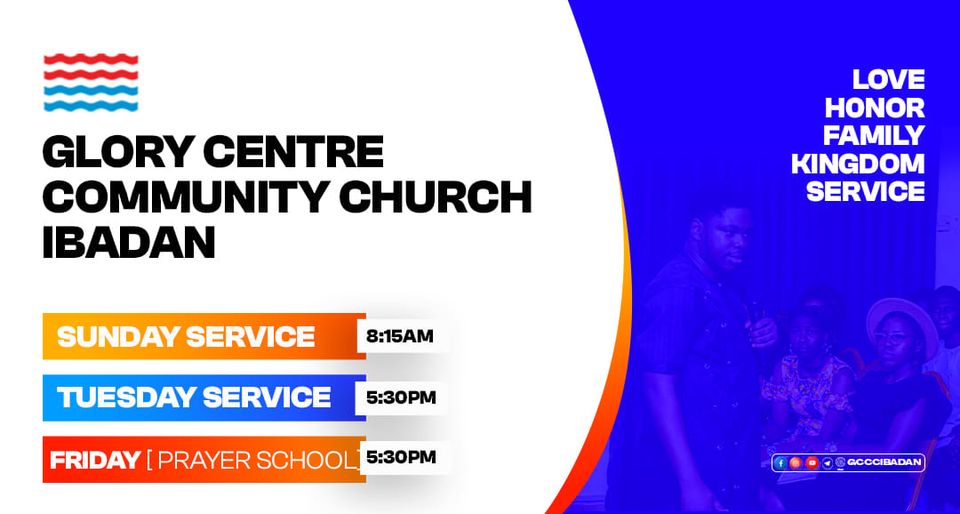 GLORY CENTRE
COMMUNITY CHURCH
IBADAN
SUNDAY SERVICE 8:15AM
TUESDAY SERVICE 5:30PM
FRIDAY [ PRAYER SCHOOL] 5:30PM
LOVE
HONOR
FAMILY
KINGDOM
SERVICE
GCCCIBADAN